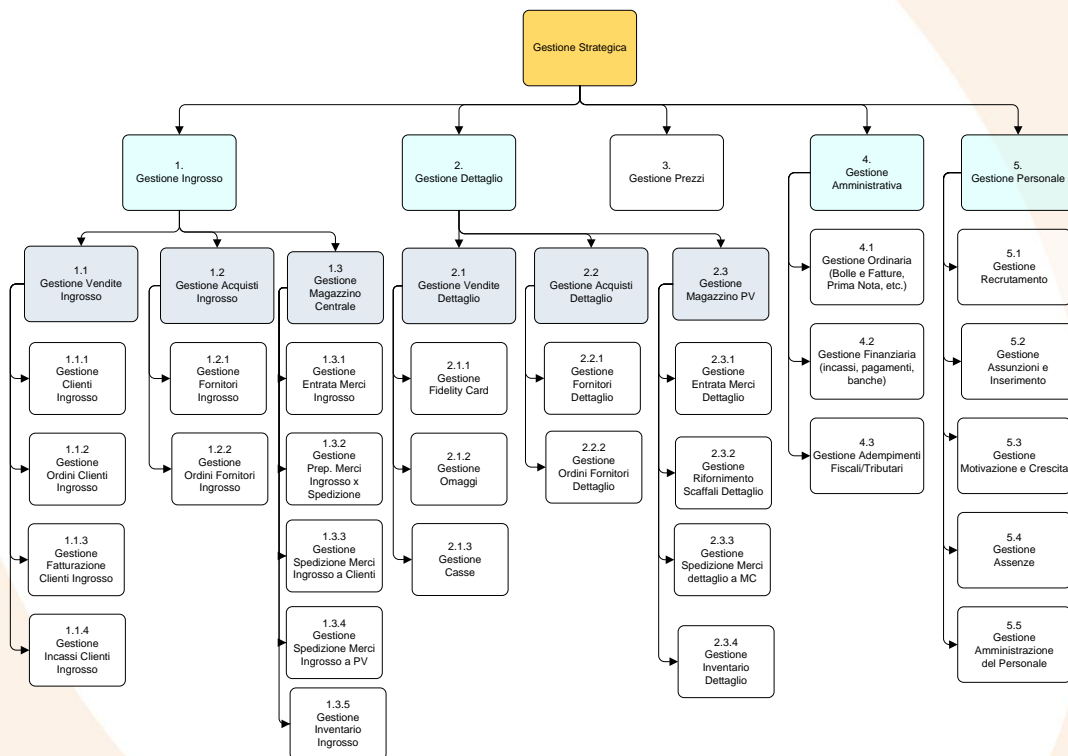 Gestione Strategica
1.
Gestione Ingrosso
2.
Gestione Dettaglio
3.
Gestione Prezzi
4.
Gestione
Amministrativa
5.
Gestione Personale
1.1
Gestione Vendite
Ingrosso
1.2
Gestione Acquisti
Ingrosso
1.3
Gestione
Magazzino
Centrale
2.1
Gestione Vendite
Dettaglio
2.2
Gestione Acquisti
Dettaglio
2.3
Gestione
Magazzino PV
4.1
Gestione Ordinaria
(Bolle e Fatture,
Prima Nota, etc.)
5.1
Gestione
Recrutamento
1.1.1
Gestione
Clienti
Ingrosso
1.2.1
Gestione
Fornitori
Ingrosso
1.3.1
Gestione
Entrata Merci
Ingrosso
2.1.1
Gestione
Fidelity Card
2.2.1
Gestione
Fornitori
Dettaglio
2.3.1
Gestione
Entrata Merci
Dettaglio
4.2
Gestione Finanziaria
(incassi, pagamenti,
banche)
5.2
Gestione
Assunzioni e
Inserimento
1.1.2
Gestione
Ordini Clienti
Ingrosso
1.2.2
Gestione
Ordini Fornitori
Ingrosso
1.3.2
Gestione
Prep. Merci
Ingrosso x
Spedizione
2.1.2
Gestione
Omaggi
2.2.2
Gestione
Ordini Fornitori
Dettaglio
2.3.2
Gestione
Rifornimento
Scaffali Dettaglio
4.3
Gestione Adempimenti
Fiscali/Tributari
5.3
Gestione
Motivazione e Crescita
1.1.3
Gestione
Fatturazione
Clienti Ingrosso
1.3.3
Gestione
Spedizione Merci
Ingrosso a Clienti
2.1.3
Gestione
Casse
2.3.3
Gestione
Spedizione Merci
dettaglio a MC
5.4
Gestione
Assenze
1.1.4
Gestione
Incassi Clienti
Ingrosso
1.3.4
Gestione
Spedizione Merci
Ingrosso a PV
2.3.4
Gestione
Inventario
Dettaglio
5.5
Gestione
Amministrazione
del Personale
1.3.5
Gestione
Inventario
Ingrosso